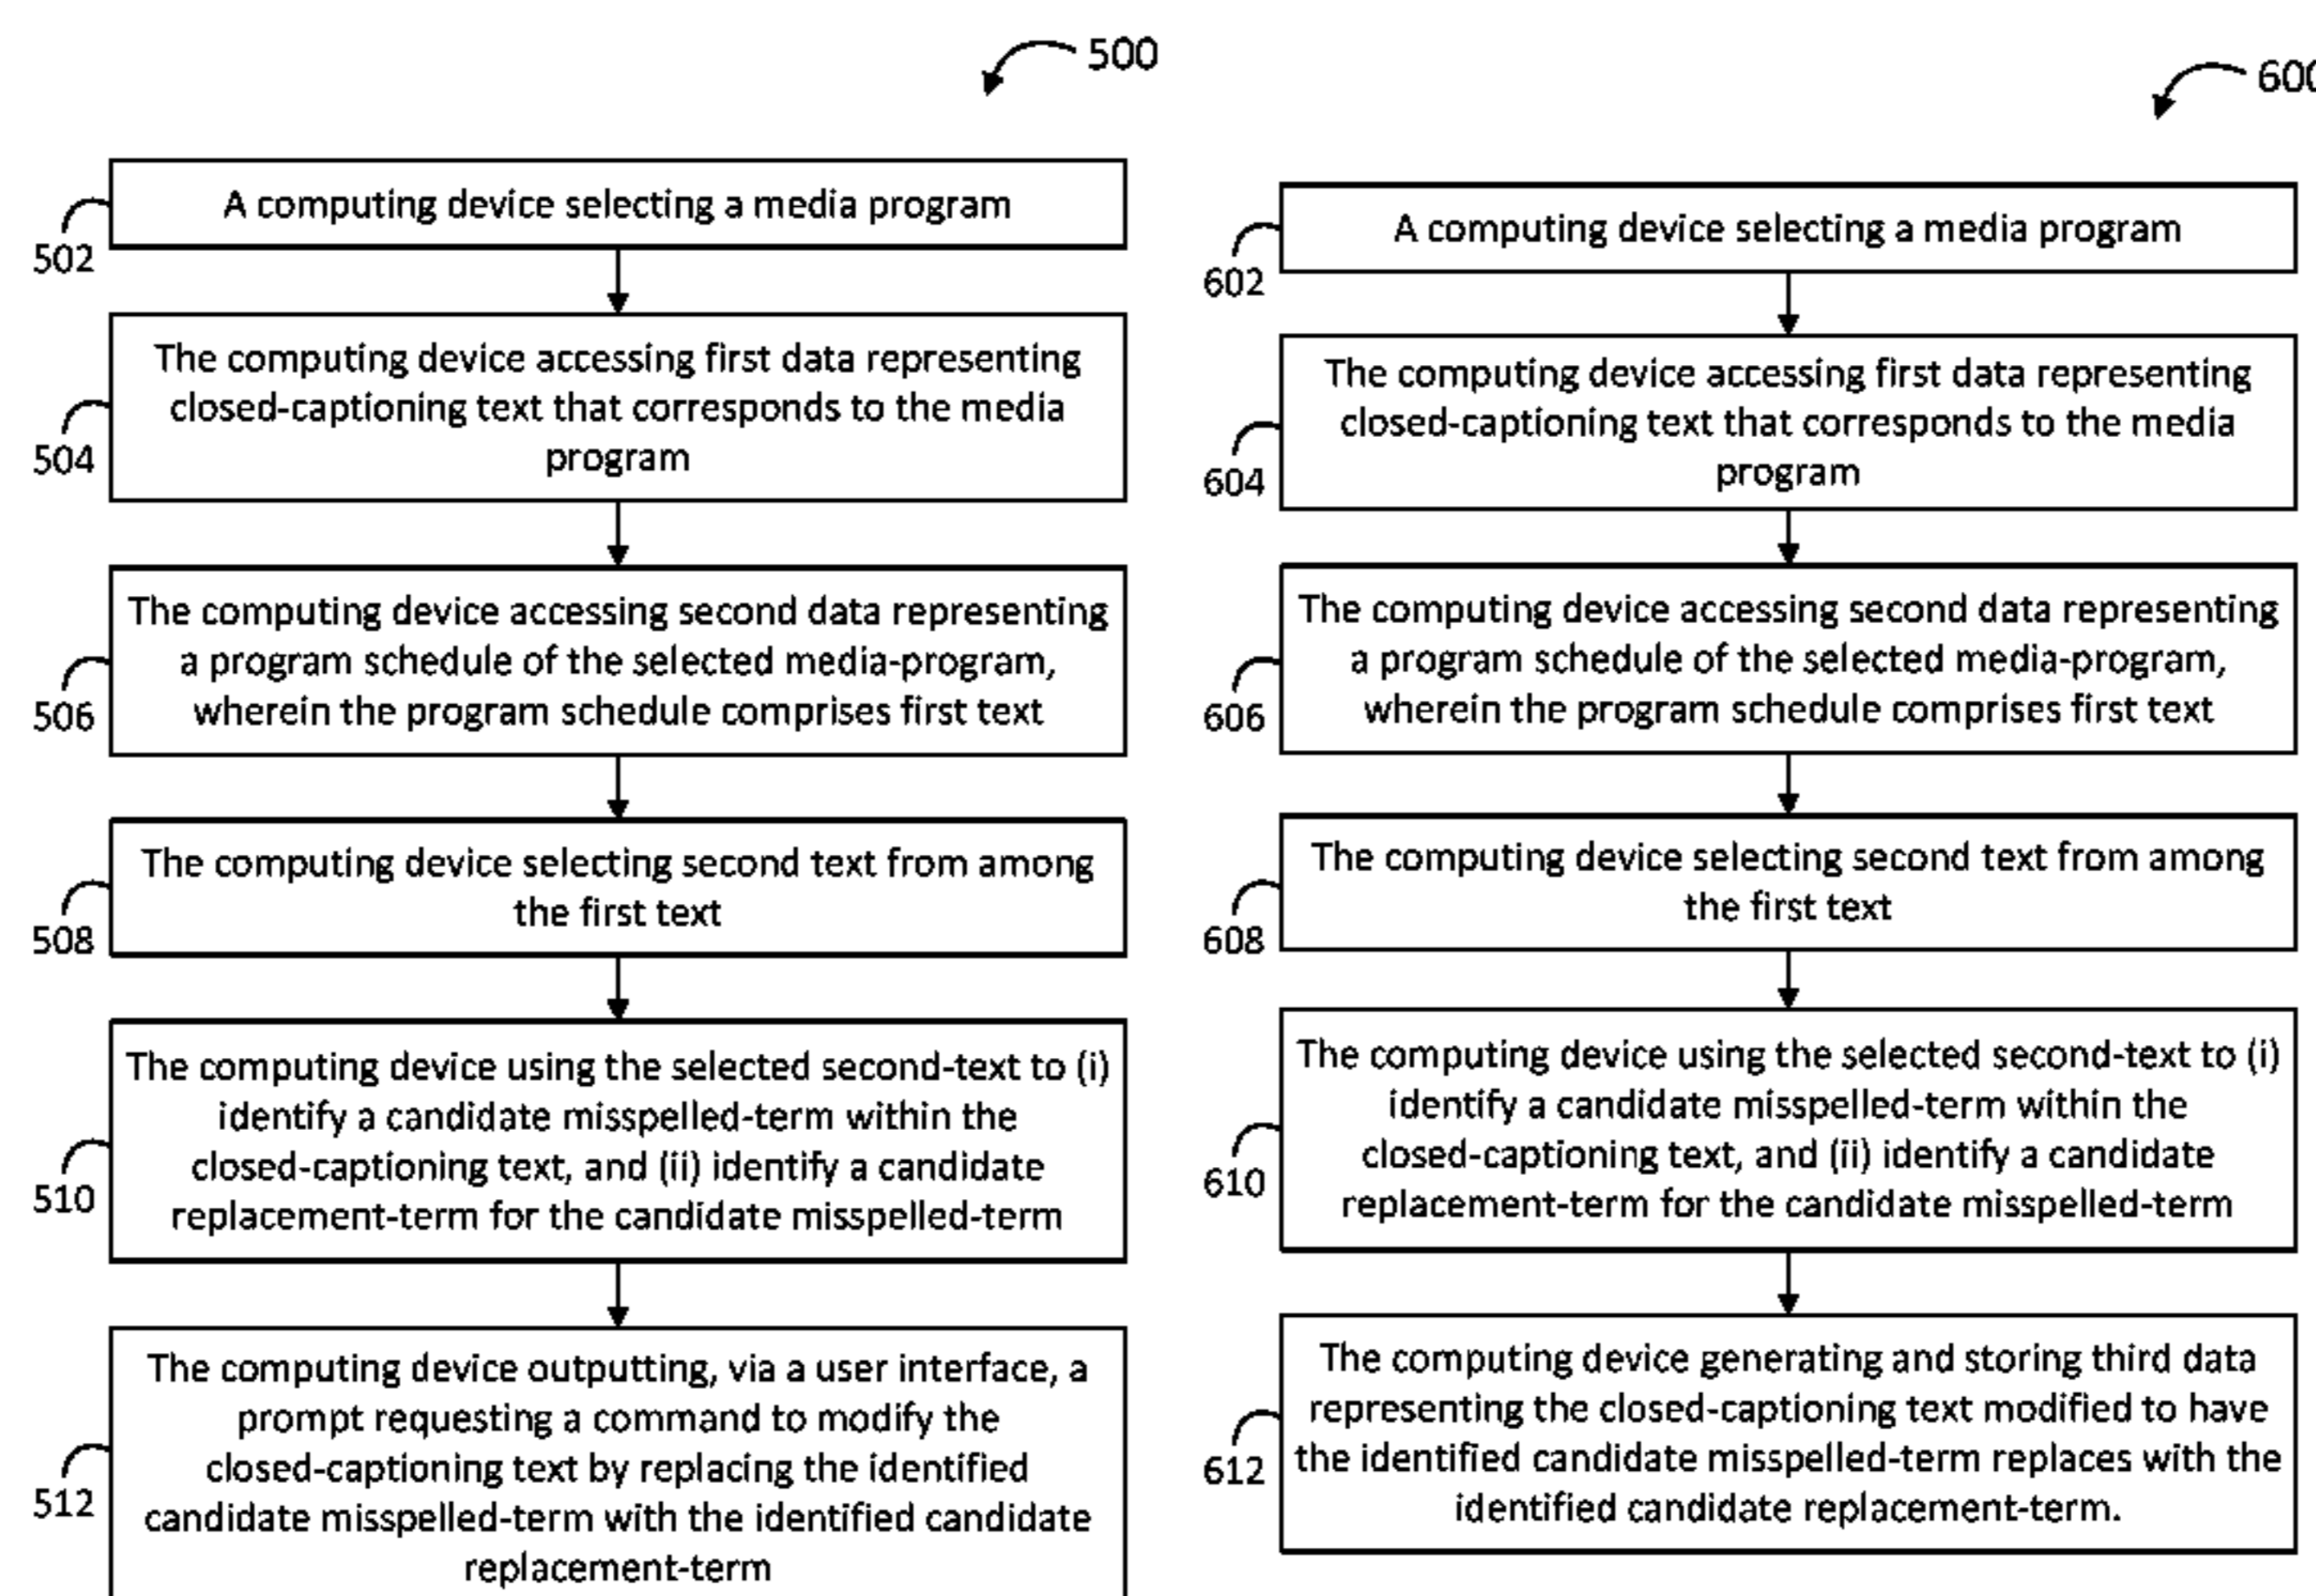 500
A computing device selecting a media program
502
The computing device accessing first data representing
closed-captioning text that corresponds to the media
program
504
The computing device accessing second data representing
a program schedule of the selected media-program,
wherein the program schedule comprises first text
506
The computing device selecting second text from among
the first text
508
The computing device using the selected second-text to (i)
identify a candidate misspelled-term within the
closed-captioning text, and (ii) identify a candidate
replacement-term for the candidate misspelled-term
510
The computing device outputting, via a user interface, a
prompt requesting a command to modify the
closed-captioning text by replacing the identified
candidate misspelled-term with the identified candidate
replacement-term
512
600
A computing device selecting a media program
602
The computing device accessing first data representing
closed-captioning text that corresponds to the media
program
604
The computing device accessing second data representing
a program schedule of the selected media-program,
wherein the program schedule comprises first text
606
The computing device selecting second text from among
the first text
608
The computing device using the selected second-text to (i)
identify a candidate misspelled-term within the
closed-captioning text, and (ii) identify a candidate
replacement-term for the candidate misspelled-term
610
The computing device generating and storing third data
representing the closed-captioning text modified to have
the identified candidate misspelled-term replaces with the
identified candidate replacement-term.
612